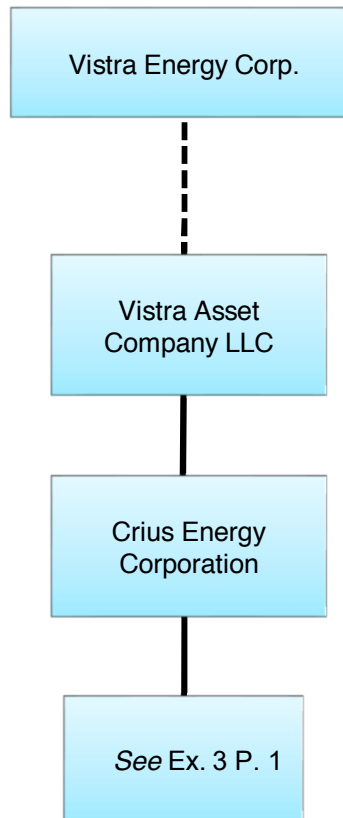 Vistra Energy Corp.
Vistra Asset
Company LLC
Crius Energy
Corporation
See Ex. 3 P. 1